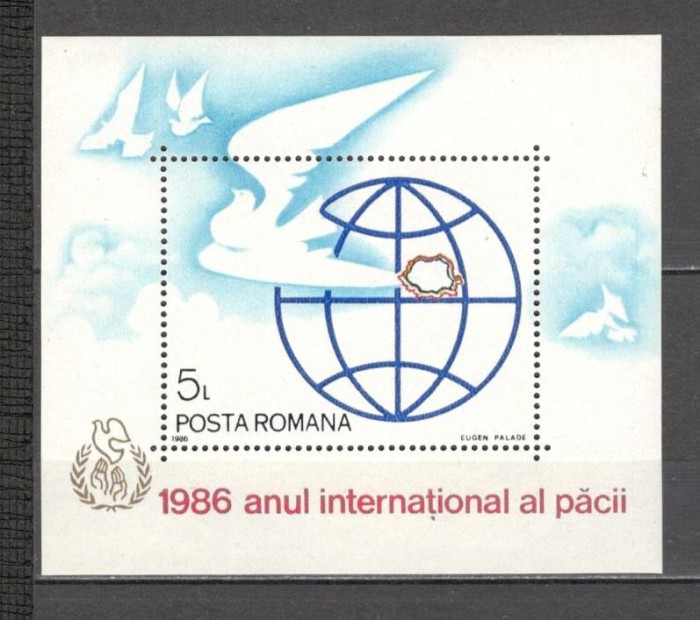 5L
POSTA ROMANA
1986
EUGEN PALADE
1986 anul internațional al păcii